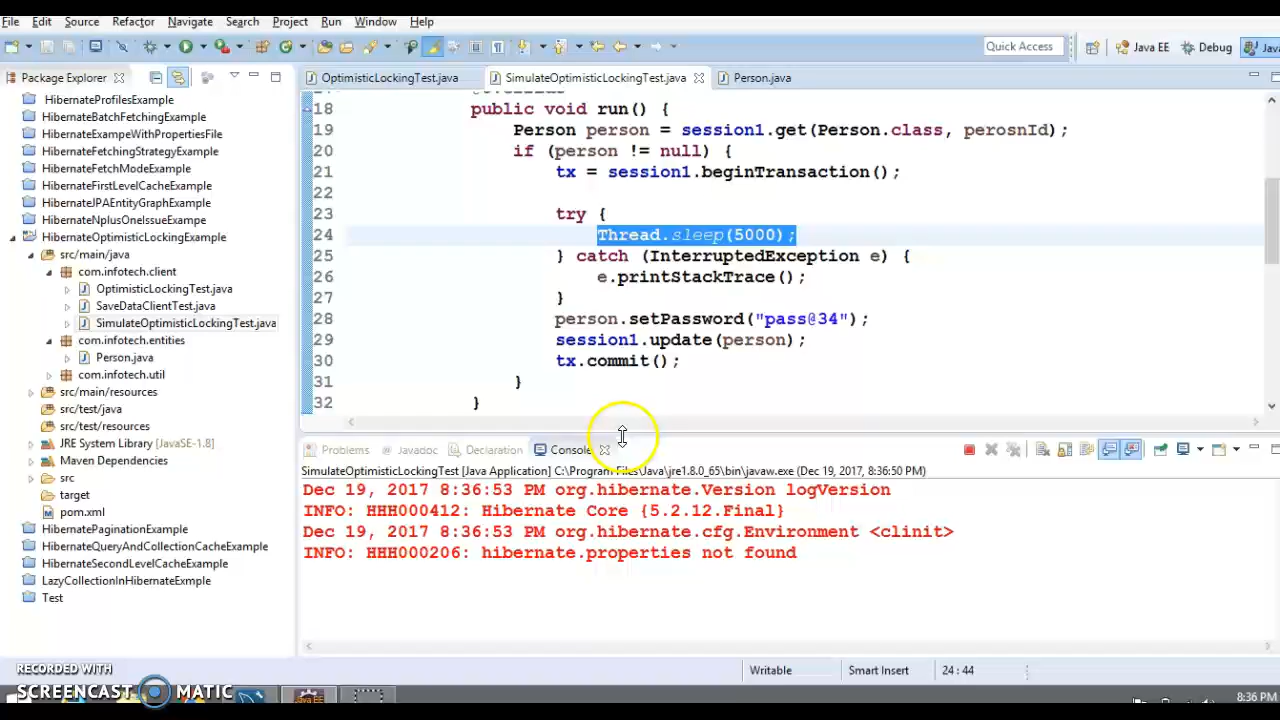 File Edit Source Refactor Navigate Search Project Run Window Help
Quick Access
Java EE
Debug
Java
Package Explorer
HibernateProfilesExample
HibernateBatchFetchingExample
HibernateExampeWithPropertiesFile
HibernateFetchingStrategyExample
HibernateFetchModeExample
HibernateFirstLevelCacheExample
HibernateJPAEntityGraphExample
HibernateNplusOneIssueExampe
HibernateOptimisticLockingExample
src/main/java
com.infotech.client
OptimisticLockingTest.java
SaveDataClientTest.java
SimulateOptimisticLockingTest.java
com.infotech.entities
Person.java
com.infotech.util
src/main/resources
src/test/java
src/test/resources
JRE System Library [JavaSE-1.8]
Maven Dependencies
src
target
pom.xml
HibernatePaginationExample
HibernateQueryAndCollectionCacheExample
HibernateSecondLevelCacheExample
LazyCollectionInHibernateExmple
Test
OptimisticLockingTest.java
SimulateOptimisticLockingTest.java
Person.java
18 public void run() {
19 Person person = session1.get(Person.class, perosnId);
20 if (person != null) {
21 tx = session1.beginTransaction();
22
23 try {
24 Thread.sleep(5000);
25 } catch (InterruptedException e) {
26 e.printStackTrace();
27 }
28 person.setPassword("pass@34");
29 session1.update(person);
30 tx.commit();
31 }
32 }
Problems Javadoc Declaration Console
SimulateOptimisticLockingTest [Java Application] C:\Program Files\Java\jre1.8.0_65\bin\javaw.exe (Dec 19, 2017, 8:36:50 PM)
Dec 19, 2017 8:36:53 PM org.hibernate.Version logVersion
INFO: HHH000412: Hibernate Core {5.2.12.Final}
Dec 19, 2017 8:36:53 PM org.hibernate.cfg.Environment <clinit>
INFO: HHH000206: hibernate.properties not found
Writable Smart Insert 24 : 44
RECORDED WITH
SCREENCAST MATIC
8:36 PM